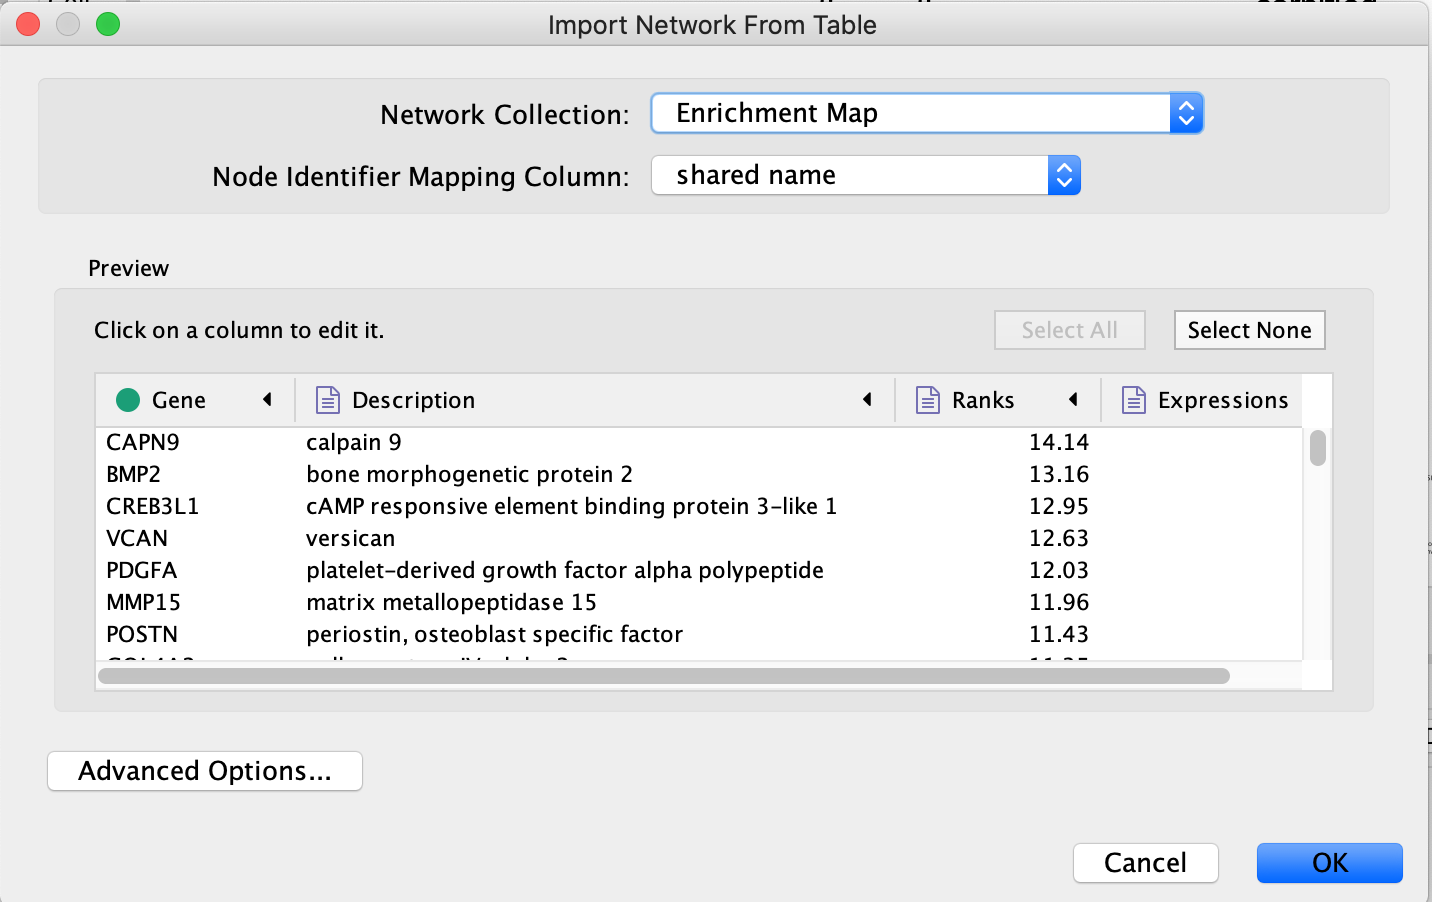 Import Network From Table
Network Collection: Enrichment Map
Node Identifier Mapping Column: shared name
Preview
Click on a column to edit it. Select All Select None
Gene Description Ranks Expressions
CAPN9 calpain 9 14.14
BMP2 bone morphogenetic protein 2 13.16
CREB3L1 cAMP responsive element binding protein 3-like 1 12.95
VCAN versican 12.63
PDGFA platelet-derived growth factor alpha polypeptide 12.03
MMP15 matrix metallopeptidase 15 11.96
POSTN periostin, osteoblast specific factor 11.43
Advanced Options...
Cancel OK